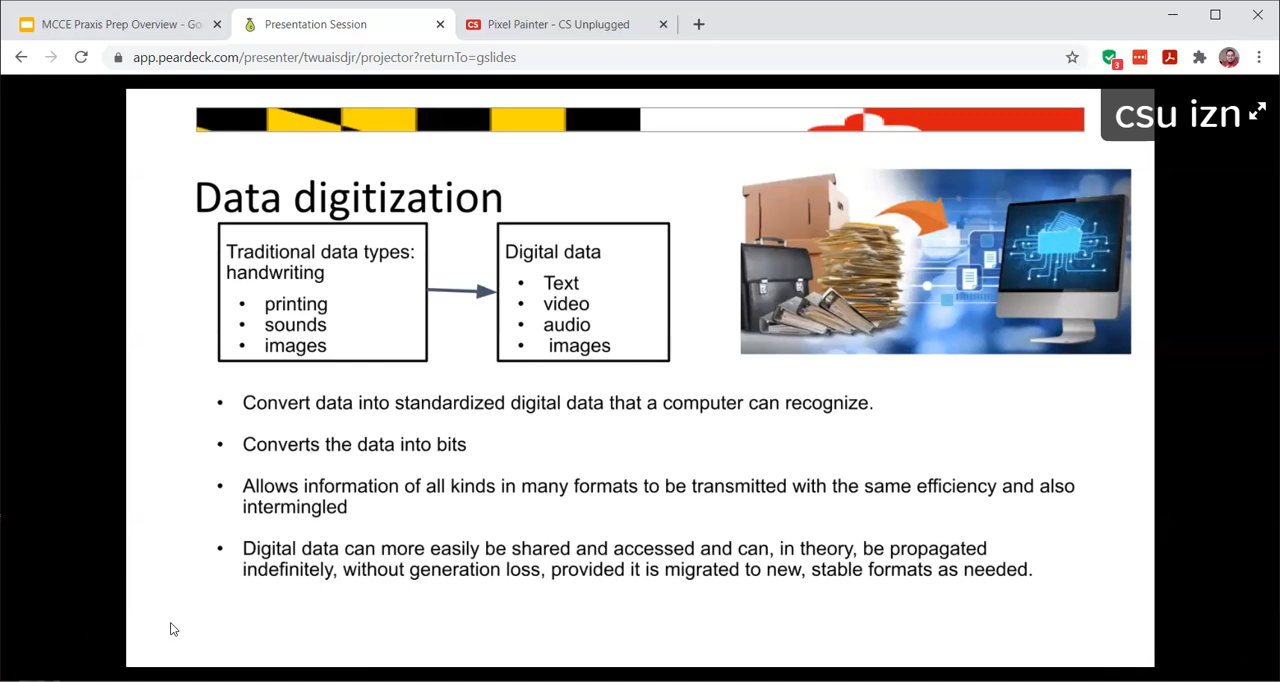 MCCE Praxis Prep Overview - Go
Presentation Session
CS Pixel Painter - CS Unplugged
app.peardeck.com/presenter/twuaisdjr/projector?returnTo=gslides
3
csu izn
Data digitization
Traditional data types:
handwriting
• printing
• sounds
• images
Digital data
• Text
• video
• audio
• images
• Convert data into standardized digital data that a computer can recognize.
• Converts the data into bits
• Allows information of all kinds in many formats to be transmitted with the same efficiency and also
intermingled
• Digital data can more easily be shared and accessed and can, in theory, be propagated
indefinitely, without generation loss, provided it is migrated to new, stable formats as needed.